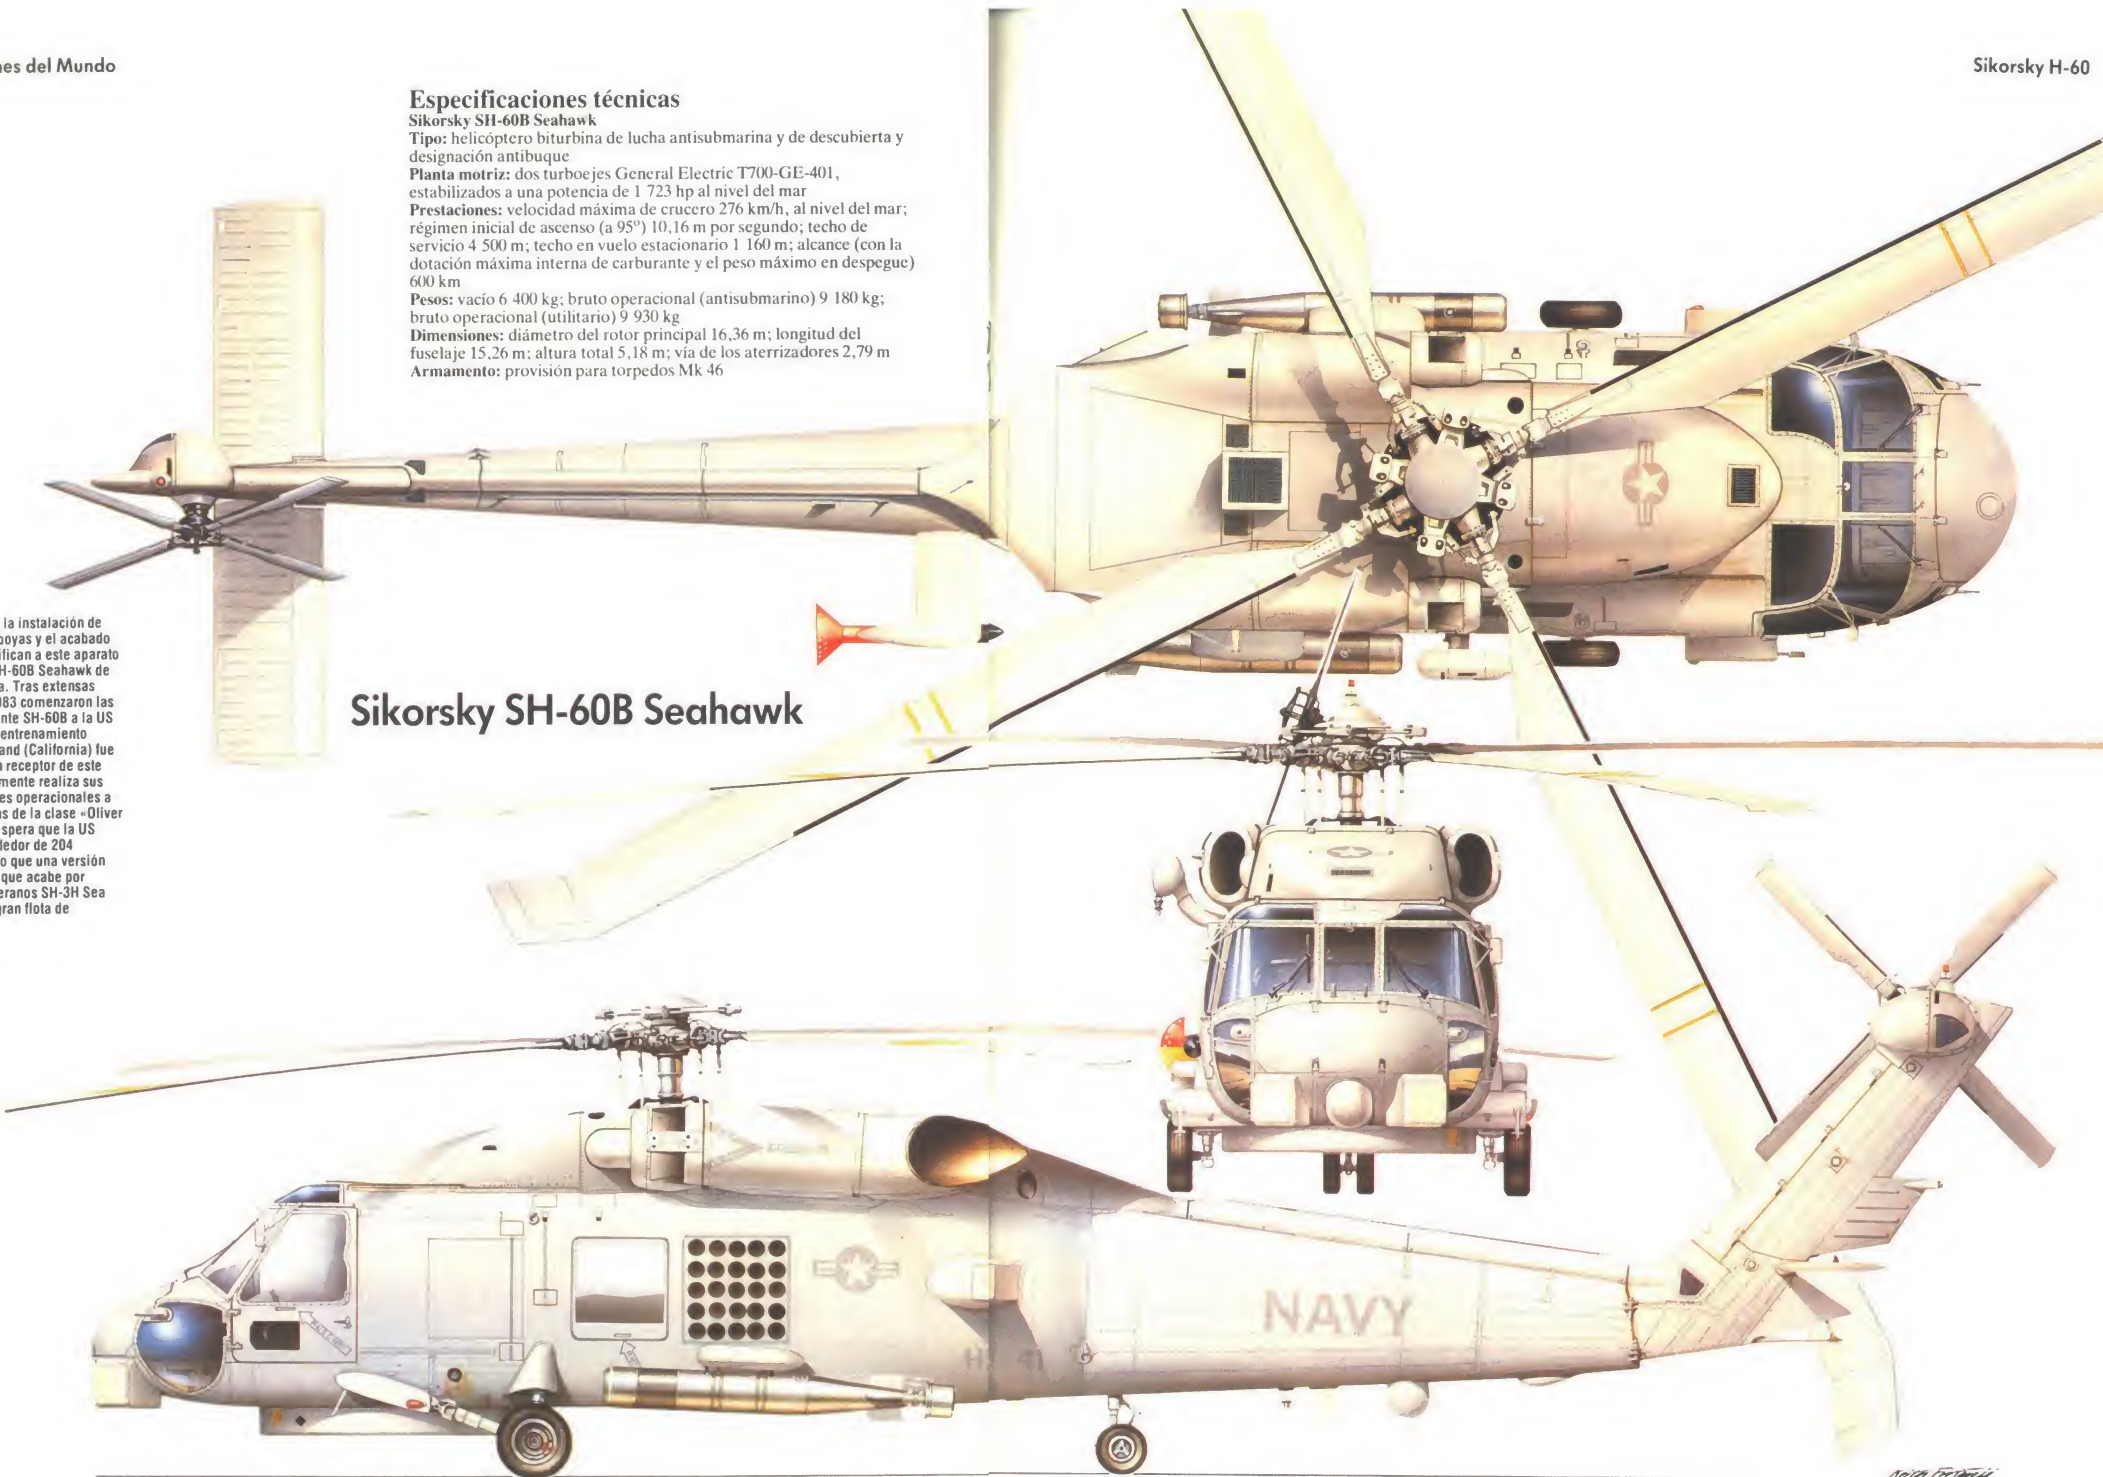 nes del Mundo
Sikorsky H-60
Especificaciones técnicas
Sikorsky SH-60B Seahawk
Tipo: helicóptero biturbina de lucha antisubmarina y de descubierta y
designación antibuque
Planta motriz: dos turboejes General Electric T700-GE-401,
estabilizados a una potencia de 1 723 hp al nivel del mar
Prestaciones: velocidad máxima de crucero 276 km/h, al nivel del mar;
régimen inicial de ascenso (a 95°) 10,16 m por segundo; techo de
servicio 4 500 m; techo en vuelo estacionario 1 160 m; alcance (con la
dotación máxima interna de carburante y el peso máximo en despegue)
600 km
Pesos: vacío 6 400 kg; bruto operacional (antisubmarino) 9 180 kg;
bruto operacional (utilitario) 9 930 kg
Dimensiones: diámetro del rotor principal 16,36 m; longitud del
fuselaje 15,26 m; altura total 5,18 m; vía de los aterrizadores 2,79 m
Armamento: provisión para torpedos Mk 46
la instalación de
boyas y el acabado
ifican a este aparato
H-60B Seahawk de
a. Tras extensas
983 comenzaron las
nte SH-60B a la US
entrenamiento
and (California) fue
n receptor de este
mente realiza sus
es operacionales a
as de la clase «Oliver
spera que la US
dedor de 204
o que una versión
que acabe por
eranos SH-3H Sea
gran flota de
Sikorsky SH-60B Seahawk
NAVY